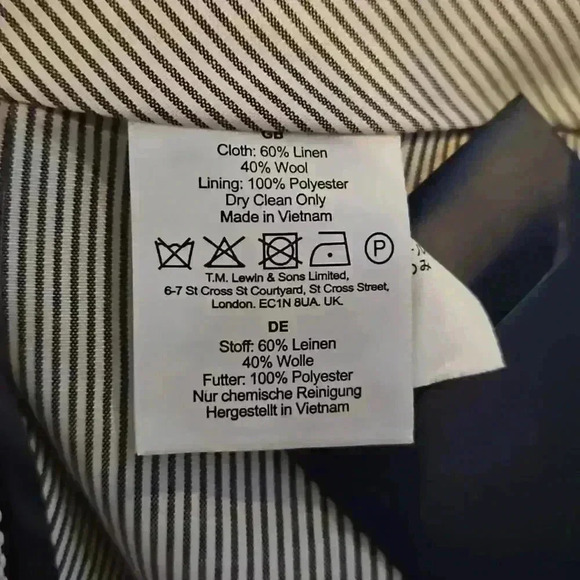 GB
Cloth: 60% Linen
40% Wool
Lining: 100% Polyester
Dry Clean Only
Made in Vietnam
P
T.M. Lewin & Sons Limited,
6-7 St Cross St Courtyard, St Cross Street,
London. EC1N 8UA. UK.
DE
Stoff: 60% Leinen
40% Wolle
Futter: 100% Polyester
Nur chemische Reinigung
Hergestellt in Vietnam